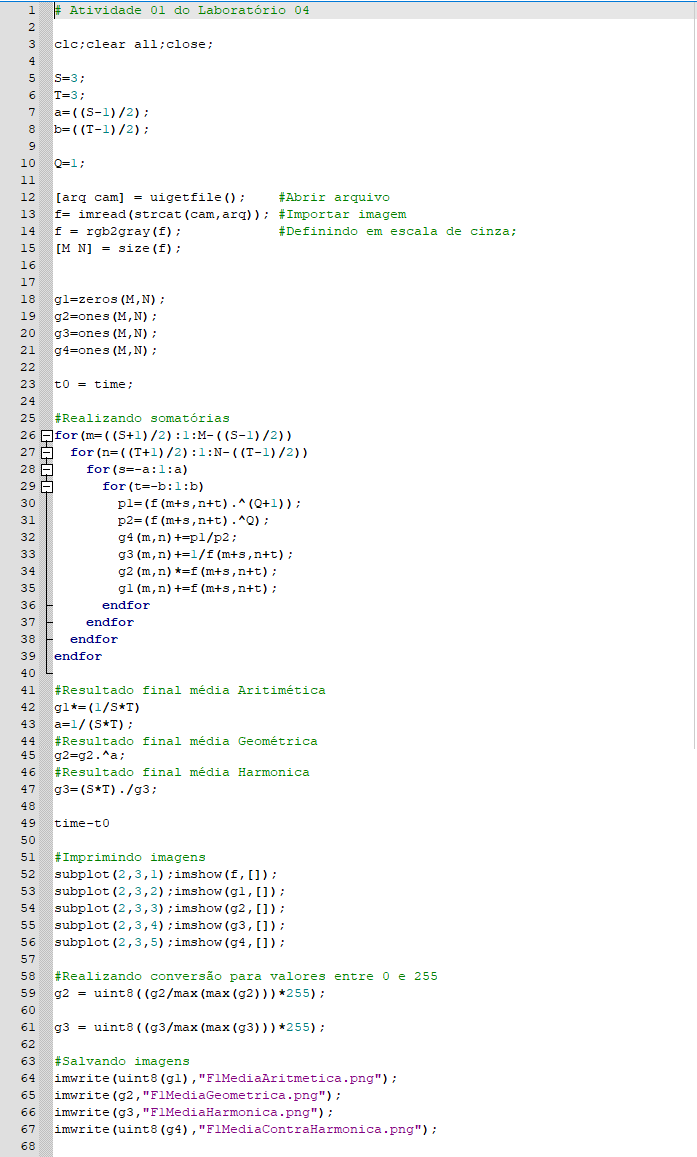 1 # Atividade 01 do Laboratório 04
2
3 clc;clear all;close;
4
5 S=3;
6 T=3;
7 a=((S-1)/2);
8 b=((T-1)/2);
9
10 Q=1;
11
12 [arq cam] = uigetfile();    #Abrir arquivo
13 f= imread(strcat(cam,arq)); #Importar imagem
14 f = rgb2gray(f);            #Definindo em escala de cinza;
15 [M N] = size(f);
16
17
18 g1=zeros(M,N);
19 g2=ones(M,N);
20 g3=ones(M,N);
21 g4=ones(M,N);
22
23 t0 = time;
24
25 #Realizando somatórias
26 for(m=((S+1)/2):1:M-((S-1)/2))
27   for(n=((T+1)/2):1:N-((T-1)/2))
28     for(s=-a:1:a)
29       for(t=-b:1:b)
30         p1=(f(m+s,n+t).^(Q+1));
31         p2=(f(m+s,n+t).^Q);
32         g4(m,n)+=p1/p2;
33         g3(m,n)+=1/f(m+s,n+t);
34         g2(m,n)*=f(m+s,n+t);
35         g1(m,n)+=f(m+s,n+t);
36       endfor
37     endfor
38   endfor
39 endfor
40
41 #Resultado final média Aritimética
42 g1*=(1/S*T)
43 a=1/(S*T);
44 #Resultado final média Geométrica
45 g2=g2.^a;
46 #Resultado final média Harmonica
47 g3=(S*T)./g3;
48
49 time-t0
50
51 #Imprimindo imagens
52 subplot(2,3,1);imshow(f,[]);
53 subplot(2,3,2);imshow(g1,[]);
54 subplot(2,3,3);imshow(g2,[]);
55 subplot(2,3,4);imshow(g3,[]);
56 subplot(2,3,5);imshow(g4,[]);
57
58 #Realizando conversão para valores entre 0 e 255
59 g2 = uint8((g2/max(max(g2)))*255);
60
61 g3 = uint8((g3/max(max(g3)))*255);
62
63 #Salvando imagens
64 imwrite(uint8(g1),"F1MediaAritmetica.png");
65 imwrite(g2,"F1MediaGeometrica.png");
66 imwrite(g3,"F1MediaHarmonica.png");
67 imwrite(uint8(g4),"F1MediaContraHarmonica.png");
68